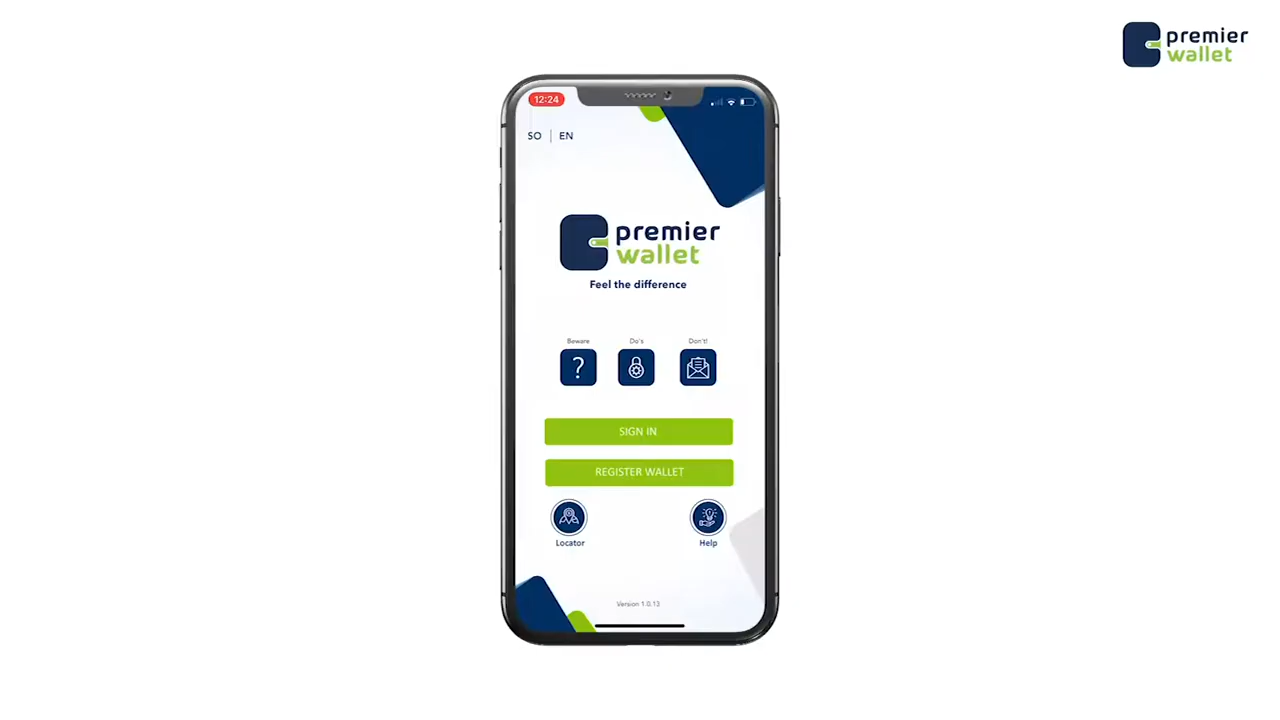 premier
wallet
12:24
SO | EN
premier
wallet
Feel the difference
Beware
Do's
Don't!
SIGN IN
REGISTER WALLET
Locator
Help
Version 1.0.13